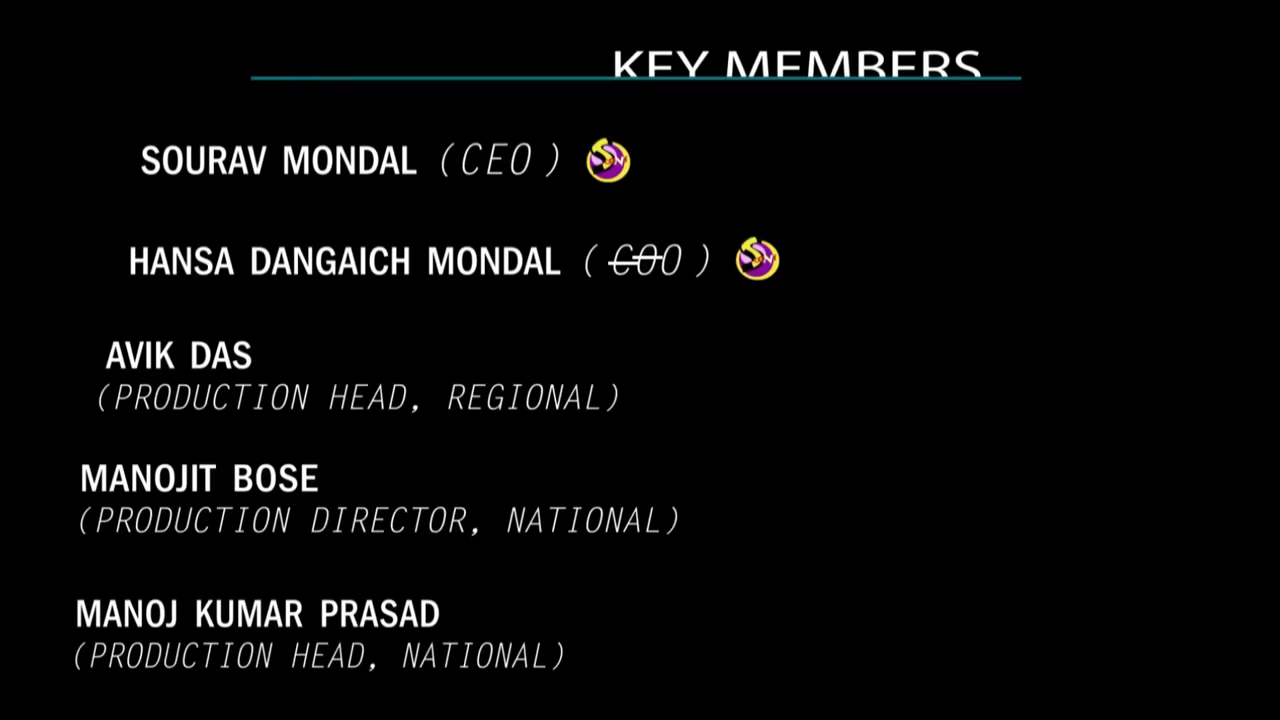 KEY MEMBERS
SOURAV MONDAL (CEO )
HANSA DANGAICH MONDAL ( COO )
AVIK DAS
(PRODUCTION HEAD, REGIONAL)
MANOJIT BOSE
(PRODUCTION DIRECTOR, NATIONAL)
MANOJ KUMAR PRASAD
(PRODUCTION HEAD, NATIONAL)